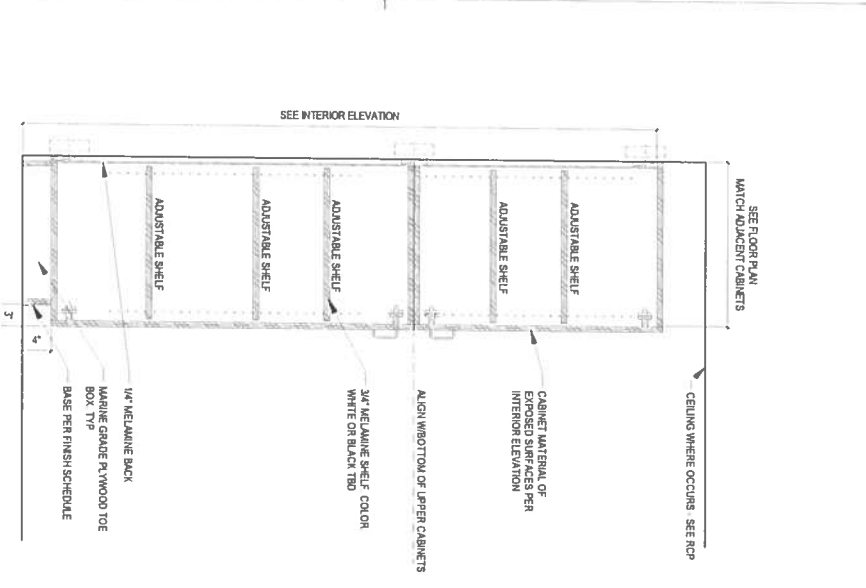 SEE FLOOR PLAN
MATCH ADJACENT CABINETS
CEILING WHERE OCCURS - SEE RCP
SEE INTERIOR ELEVATION
ADJUSTABLE SHELF
ADJUSTABLE SHELF
CABINET MATERIAL OF
EXPOSED SURFACES PER
INTERIOR ELEVATION
ALIGN W/BOTTOM OF UPPER CABINETS
ADJUSTABLE SHELF
3/4" MELAMINE SHELF COLOR
WHITE OR BLACK TBD
ADJUSTABLE SHELF
ADJUSTABLE SHELF
1/4" MELAMINE BACK
MARINE GRADE PLYWOOD TOE
BOX TYP
BASE PER FINISH SCHEDULE
4"
3"